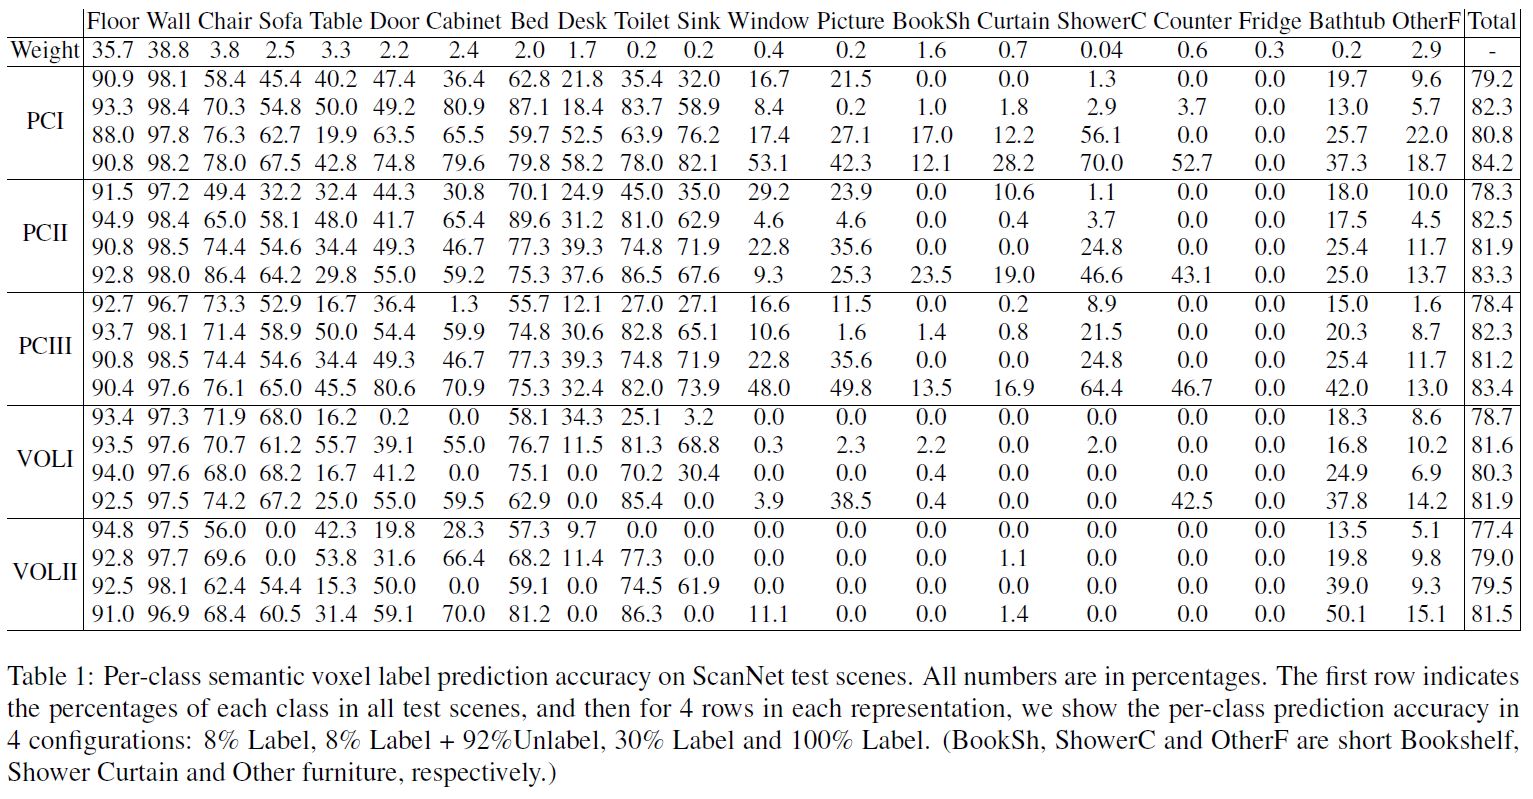 Floor Wall Chair Sofa Table Door Cabinet Bed Desk Toilet Sink Window Picture BookSh Curtain ShowerC Counter Fridge Bathtub OtherF Total
Weight 35.7 38.8 3.8 2.5 3.3 2.2 2.4 2.0 1.7 0.2 0.2 0.4 0.2 1.6 0.7 0.04 0.6 0.3 0.2 2.9 -
PCI
90.9 98.1 58.4 45.4 40.2 47.4 36.4 62.8 21.8 35.4 32.0 16.7 21.5 0.0 0.0 1.3 0.0 0.0 19.7 9.6 79.2
93.3 98.4 70.3 54.8 50.0 49.2 80.9 87.1 18.4 83.7 58.9 8.4 0.2 1.0 1.8 2.9 3.7 0.0 13.0 5.7 82.3
88.0 97.8 76.3 62.7 19.9 63.5 65.5 59.7 52.5 63.9 76.2 17.4 27.1 17.0 12.2 56.1 0.0 0.0 25.7 22.0 80.8
90.8 98.2 78.0 67.5 42.8 74.8 79.6 79.8 58.2 78.0 82.1 53.1 42.3 12.1 28.2 70.0 52.7 0.0 37.3 18.7 84.2
PCII
91.5 97.2 49.4 32.2 32.4 44.3 30.8 70.1 24.9 45.0 35.0 29.2 23.9 0.0 10.6 1.1 0.0 0.0 18.0 10.0 78.3
94.9 98.4 65.0 58.1 48.0 41.7 65.4 89.6 31.2 81.0 62.9 4.6 4.6 0.0 0.4 3.7 0.0 0.0 17.5 4.5 82.5
90.8 98.5 74.4 54.6 34.4 49.3 46.7 77.3 39.3 74.8 71.9 22.8 35.6 0.0 0.0 24.8 0.0 0.0 25.4 11.7 81.9
92.8 98.0 86.4 64.2 29.8 55.0 59.2 75.3 37.6 86.5 67.6 9.3 25.3 23.5 19.0 46.6 43.1 0.0 25.0 13.7 83.3
PCIII
92.7 96.7 73.3 52.9 16.7 36.4 1.3 55.7 12.1 27.0 27.1 16.6 11.5 0.0 0.2 8.9 0.0 0.0 15.0 1.6 78.4
93.7 98.1 71.4 58.9 50.0 54.4 59.9 74.8 30.6 82.8 65.1 10.6 1.6 1.4 0.8 21.5 0.0 0.0 20.3 8.7 82.3
90.8 98.5 74.4 54.6 34.4 49.3 46.7 77.3 39.3 74.8 71.9 22.8 35.6 0.0 0.0 24.8 0.0 0.0 25.4 11.7 81.2
90.4 97.6 76.1 65.0 45.5 80.6 70.9 75.3 32.4 82.0 73.9 48.0 49.8 13.5 16.9 64.4 46.7 0.0 42.0 13.0 83.4
VOLI
93.4 97.3 71.9 68.0 16.2 0.2 0.0 58.1 34.3 25.1 3.2 0.0 0.0 0.0 0.0 0.0 0.0 0.0 18.3 8.6 78.7
93.5 97.6 70.7 61.2 55.7 39.1 55.0 76.7 11.5 81.3 68.8 0.3 2.3 2.2 0.0 2.0 0.0 0.0 16.8 10.2 81.6
94.0 97.6 68.0 68.2 16.7 41.2 0.0 75.1 0.0 70.2 30.4 0.0 0.0 0.4 0.0 0.0 0.0 0.0 24.9 6.9 80.3
92.5 97.5 74.2 67.2 25.0 55.0 59.5 62.9 0.0 85.4 0.0 3.9 38.5 0.4 0.0 0.0 42.5 0.0 37.8 14.2 81.9
VOLII
94.8 97.5 56.0 0.0 42.3 19.8 28.3 57.3 9.7 0.0 0.0 0.0 0.0 0.0 0.0 0.0 0.0 0.0 13.5 5.1 77.4
92.8 97.7 69.6 0.0 53.8 31.6 66.4 68.2 11.4 77.3 0.0 0.0 0.0 0.0 1.1 0.0 0.0 0.0 19.8 9.8 79.0
92.5 98.1 62.4 54.4 15.3 50.0 0.0 59.1 0.0 74.5 61.9 0.0 0.0 0.0 0.0 0.0 0.0 0.0 39.0 9.3 79.5
91.0 96.9 68.4 60.5 31.4 59.1 70.0 81.2 0.0 86.3 0.0 11.1 0.0 0.0 1.4 0.0 0.0 0.0 50.1 15.1 81.5
Table 1: Per-class semantic voxel label prediction accuracy on ScanNet test scenes. All numbers are in percentages. The first row indicates
the percentages of each class in all test scenes, and then for 4 rows in each representation, we show the per-class prediction accuracy in
4 configurations: 8% Label, 8% Label + 92%Unlabel, 30% Label and 100% Label. (BookSh, ShowerC and OtherF are short Bookshelf,
Shower Curtain and Other furniture, respectively.)